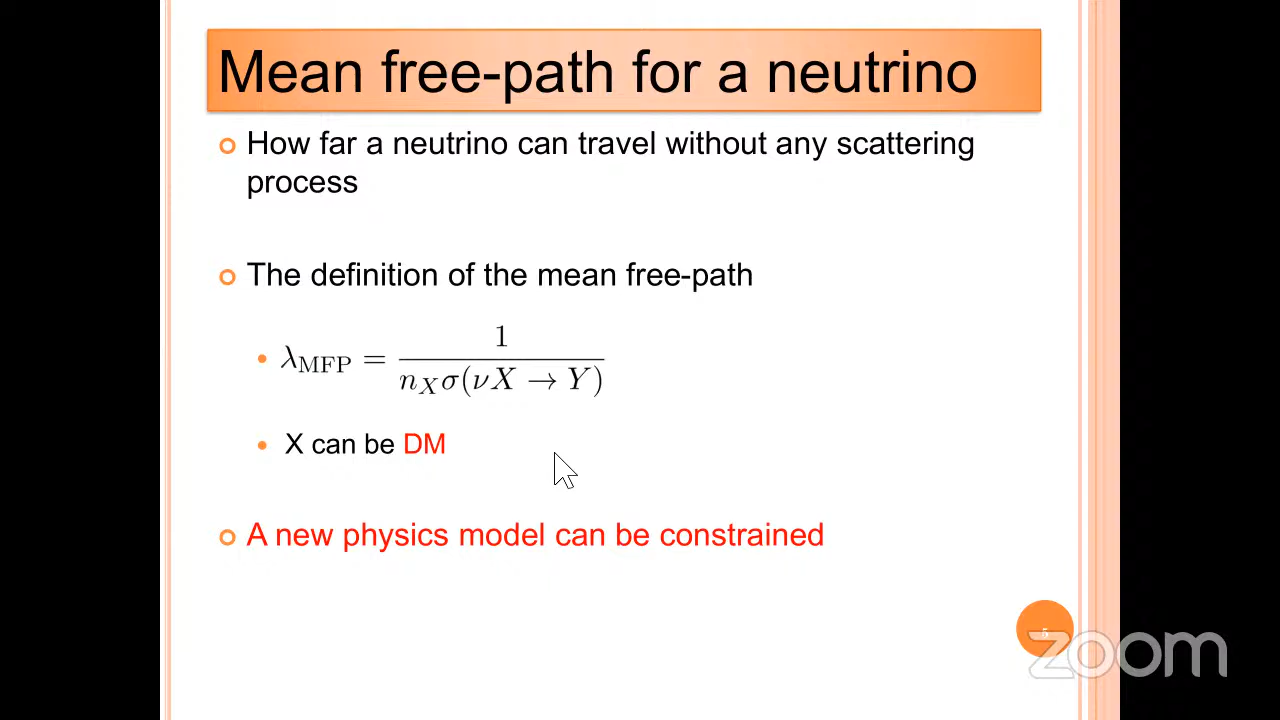 Mean free-path for a neutrino
How far a neutrino can travel without any scattering
process
The definition of the mean free-path
λ_MFP = 1 / (n_X σ(νX → Y))
X can be DM
A new physics model can be constrained
5
zoom